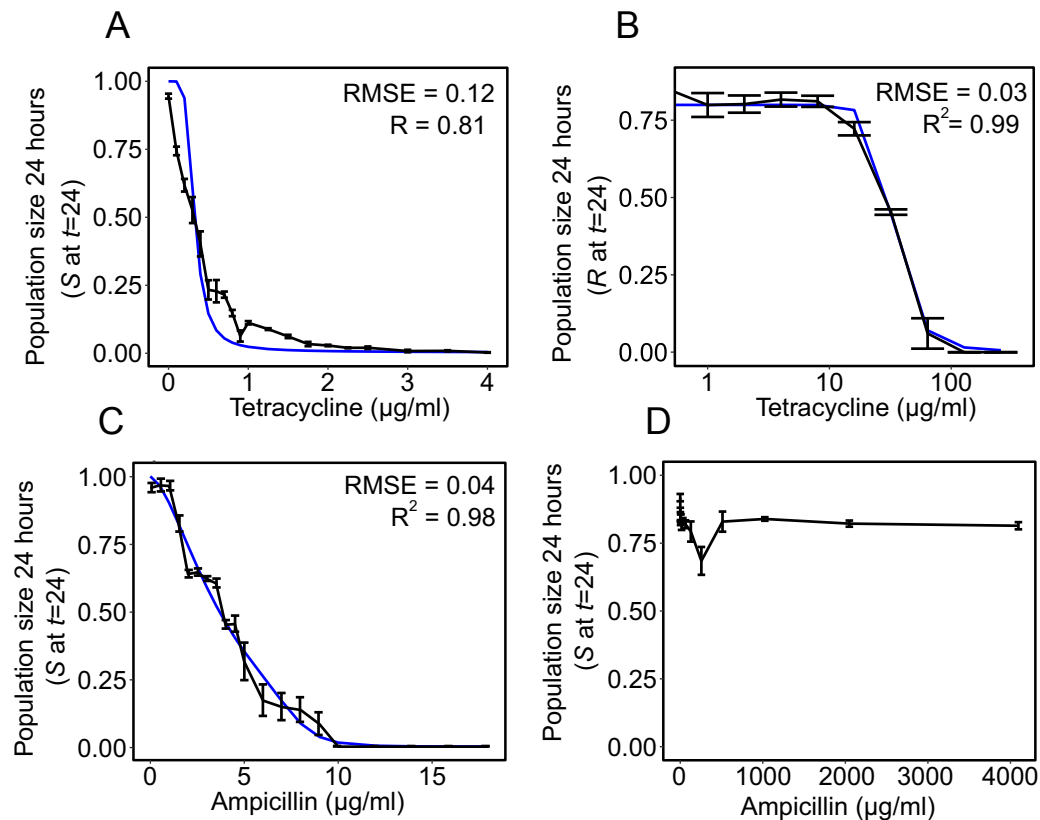 A
Population size 24 hours
(S at t=24)
1.00
0.75
0.50
0.25
0.00
RMSE = 0.12
R = 0.81
0 1 2 3 4
Tetracycline (µg/ml)
B
Population size 24 hours
(R at t=24)
0.75
0.50
0.25
0.00
RMSE = 0.03
R²= 0.99
1 10 100
Tetracycline (µg/ml)
C
Population size 24 hours
(S at t=24)
1.00
0.75
0.50
0.25
0.00
RMSE = 0.04
R² = 0.98
0 5 10 15
Ampicillin (µg/ml)
D
Population size 24 hours
(S at t=24)
1.00
0.75
0.50
0.25
0.00
0 1000 2000 3000 4000
Ampicillin (µg/ml)